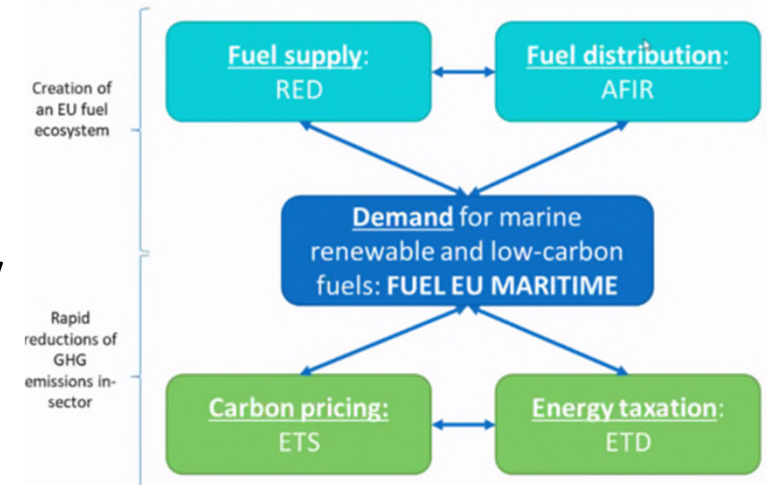 Creation of
an EU fuel
ecosystem
Fuel supply:
RED
Fuel distribution:
AFIR
Demand for marine
renewable and low-carbon
fuels: FUEL EU MARITIME
Rapid
reductions of
GHG
emissions in-
sector
Carbon pricing:
ETS
Energy taxation:
ETD